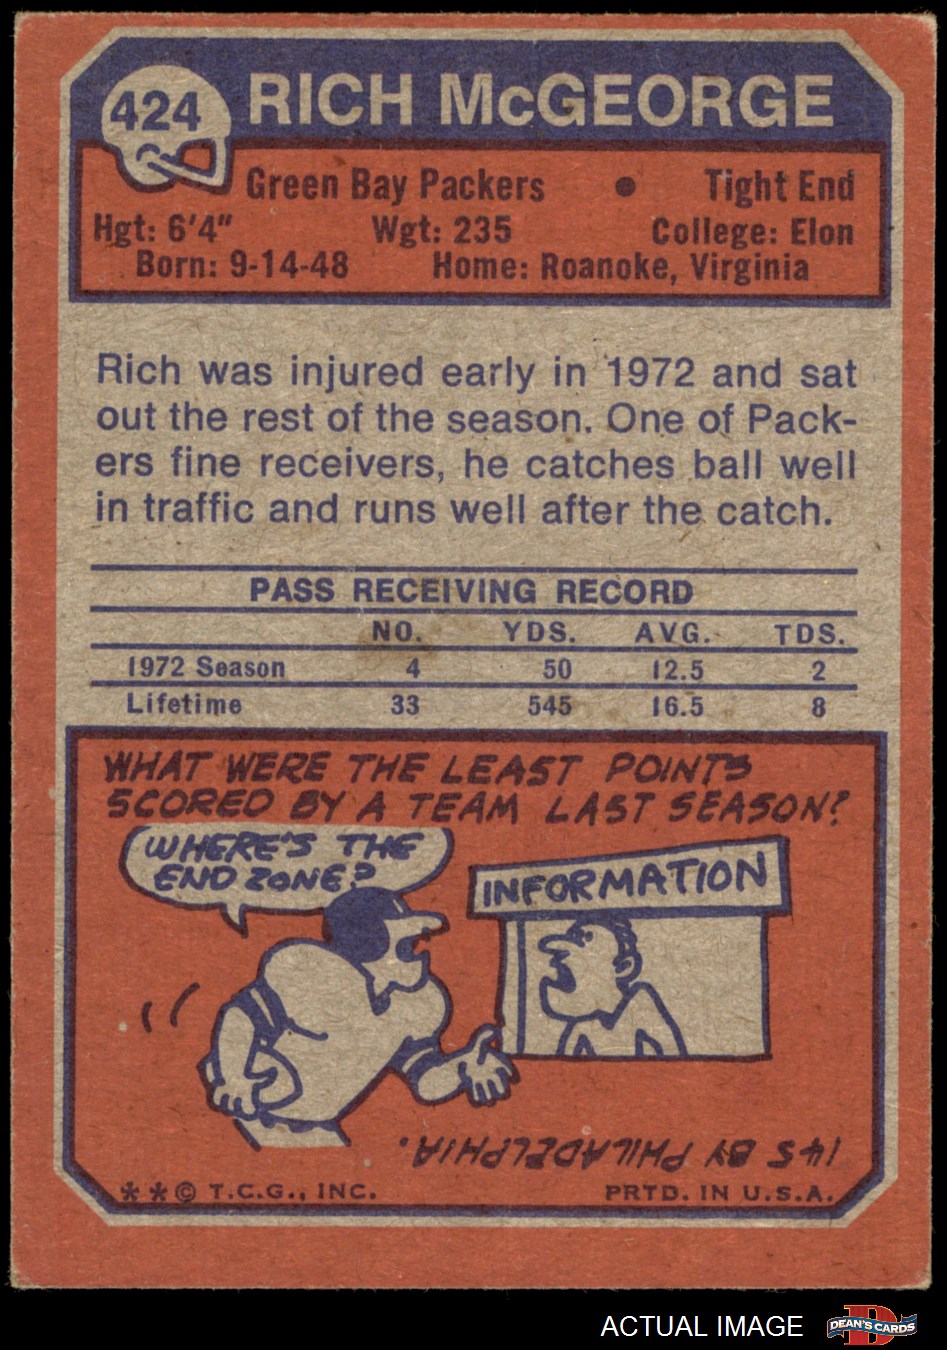 424
RICH McGEORGE
Green Bay Packers • Tight End
Hgt: 6'4" Wgt: 235 College: Elon
Born: 9-14-48 Home: Roanoke, Virginia
Rich was injured early in 1972 and sat
out the rest of the season. One of Pack-
ers fine receivers, he catches ball well
in traffic and runs well after the catch.
PASS RECEIVING RECORD
NO. YDS. AVG. TDS.
1972 Season 4 50 12.5 2
Lifetime 33 545 16.5 8
WHAT WERE THE LEAST POINTS
SCORED BY A TEAM LAST SEASON?
WHERE'S THE
END ZONE?
INFORMATION
145 BY PHILADELPHIA.
** © T.C.G., INC. PRTD. IN U.S.A.
ACTUAL IMAGE
D
DEAN'S CARDS